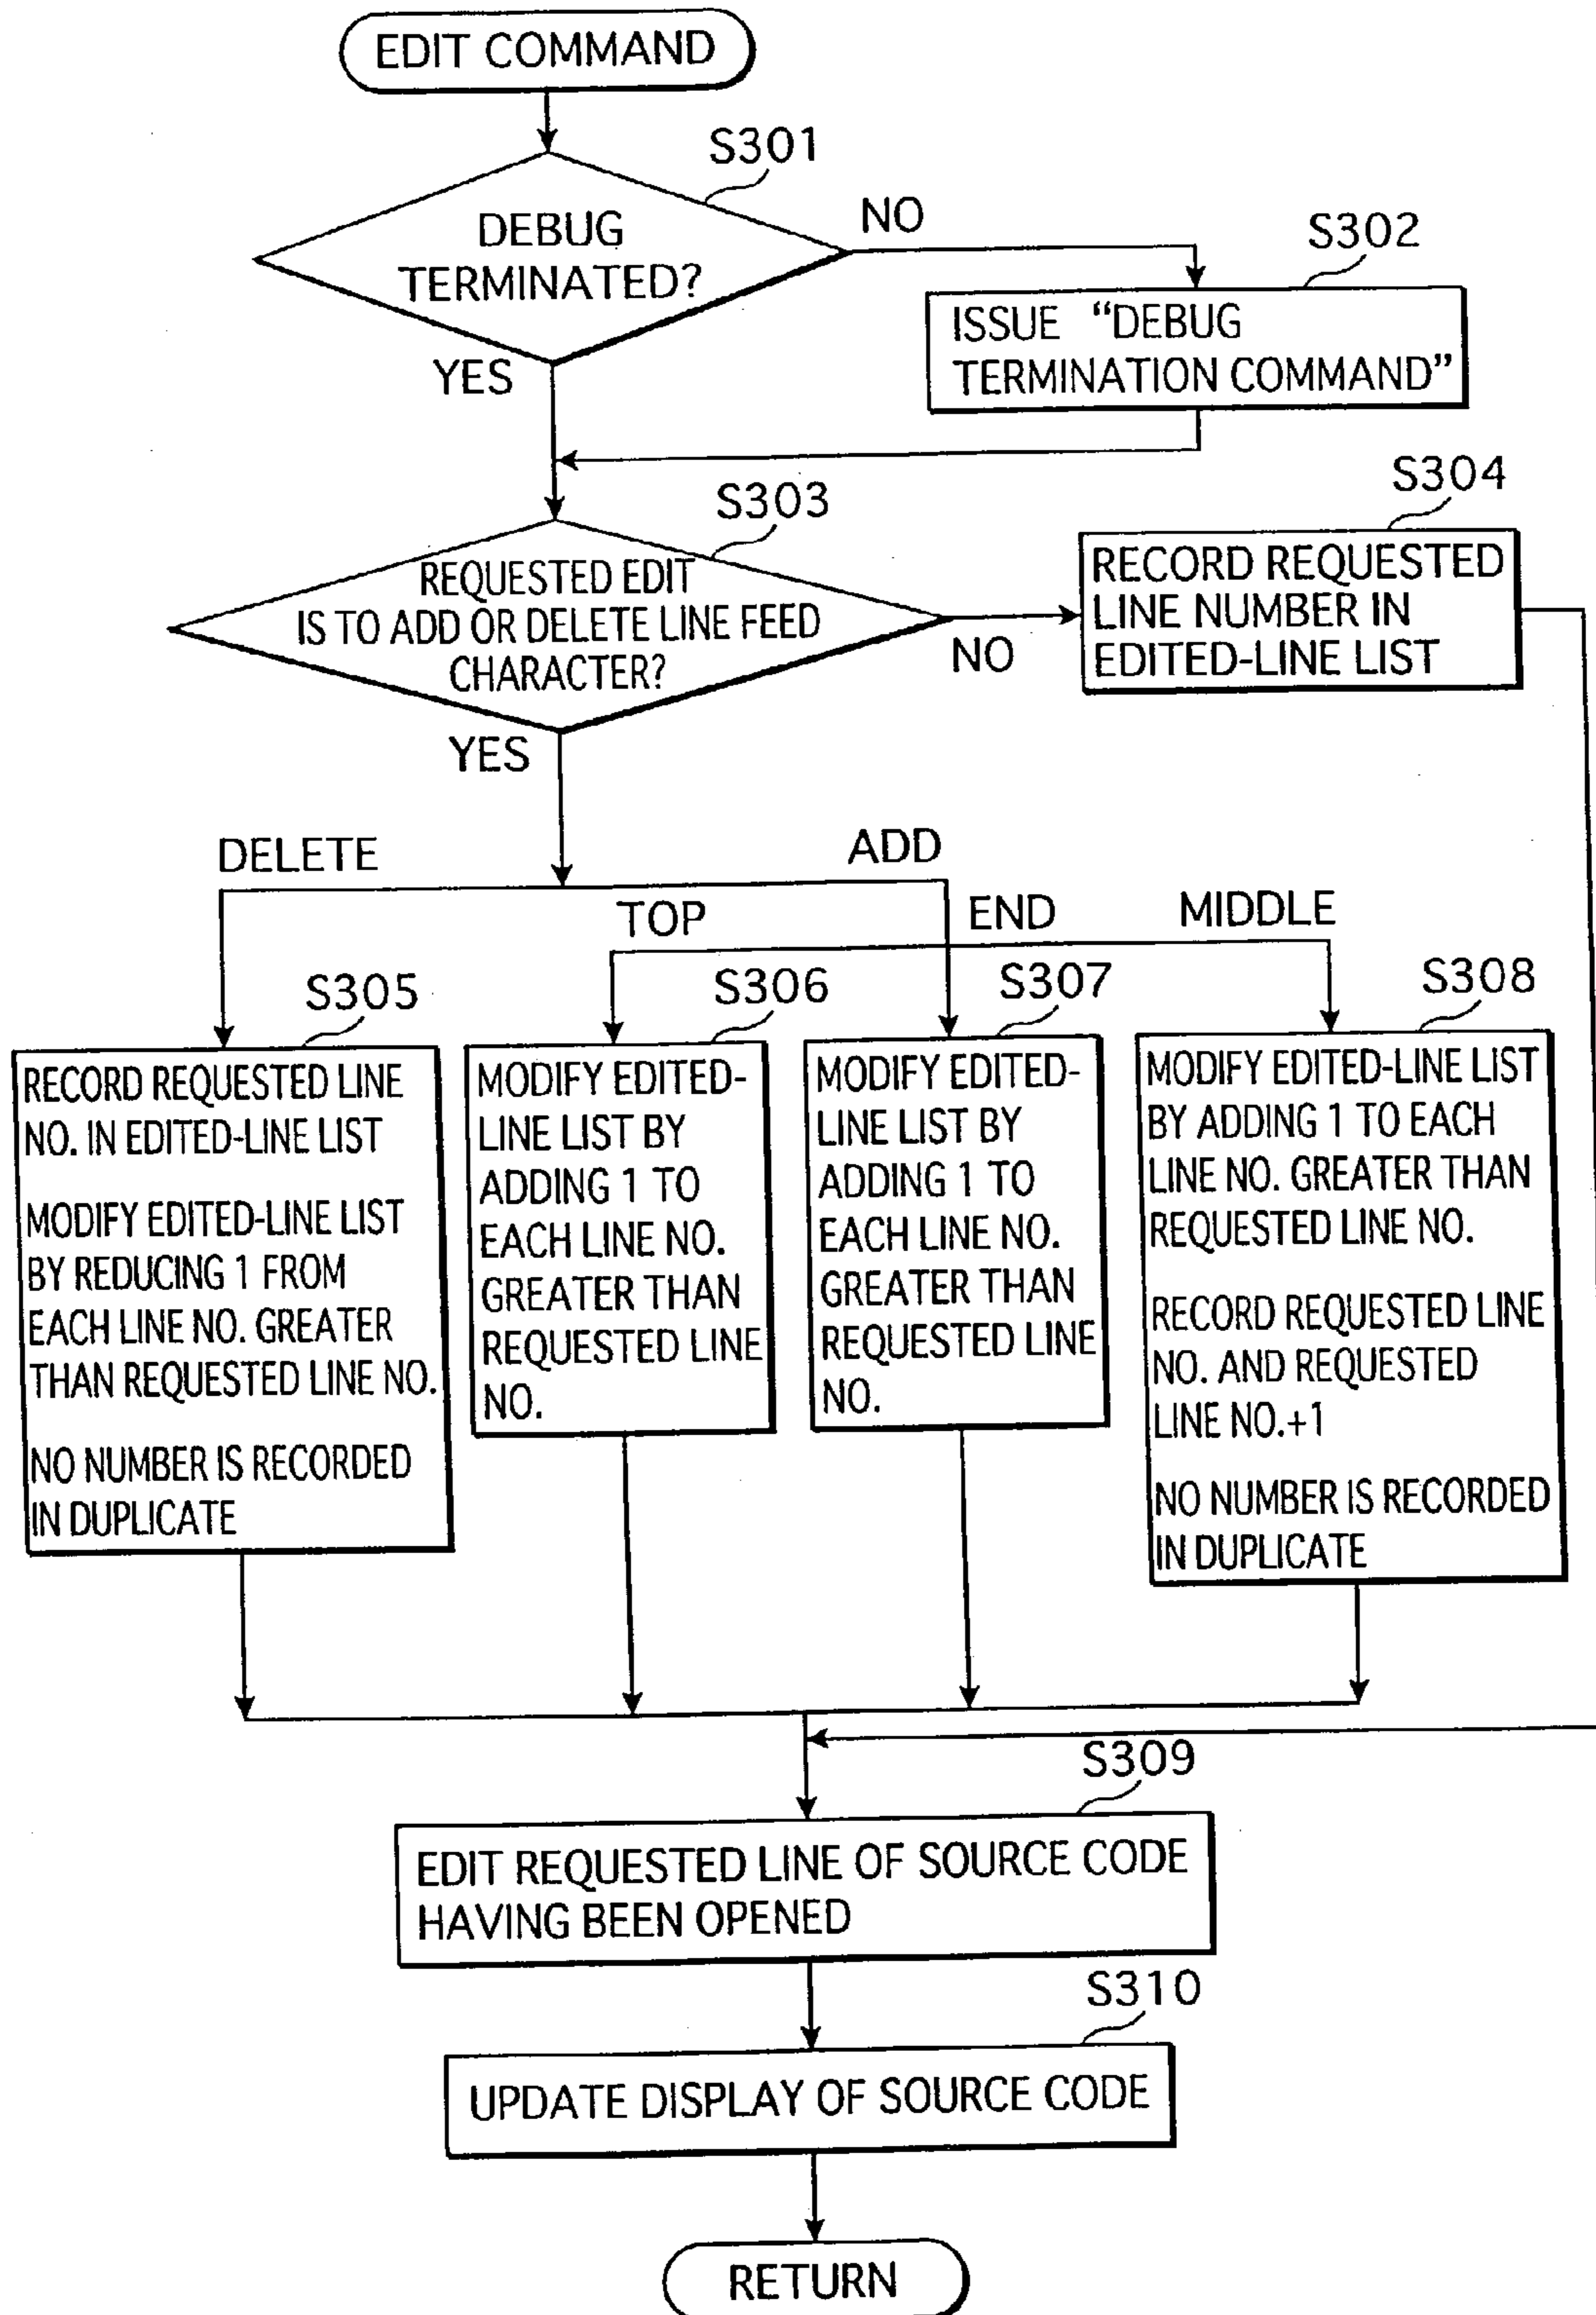 EDIT COMMAND
S301
DEBUG
TERMINATED?
NO
YES
S302
ISSUE “DEBUG
TERMINATION COMMAND”
S303
REQUESTED EDIT
IS TO ADD OR DELETE LINE FEED
CHARACTER?
NO
YES
S304
RECORD REQUESTED
LINE NUMBER IN
EDITED-LINE LIST
DELETE
ADD
TOP
END
MIDDLE
S305
RECORD REQUESTED LINE
NO. IN EDITED-LINE LIST
MODIFY EDITED-LINE LIST
BY REDUCING 1 FROM
EACH LINE NO. GREATER
THAN REQUESTED LINE NO.
NO NUMBER IS RECORDED
IN DUPLICATE
S306
MODIFY EDITED-
LINE LIST BY
ADDING 1 TO
EACH LINE NO.
GREATER THAN
REQUESTED LINE
NO.
S307
MODIFY EDITED-
LINE LIST BY
ADDING 1 TO
EACH LINE NO.
GREATER THAN
REQUESTED LINE
NO.
S308
MODIFY EDITED-LINE LIST
BY ADDING 1 TO EACH
LINE NO. GREATER THAN
REQUESTED LINE NO.
RECORD REQUESTED LINE
NO. AND REQUESTED
LINE NO.+1
NO NUMBER IS RECORDED
IN DUPLICATE
S309
EDIT REQUESTED LINE OF SOURCE CODE
HAVING BEEN OPENED
S310
UPDATE DISPLAY OF SOURCE CODE
RETURN